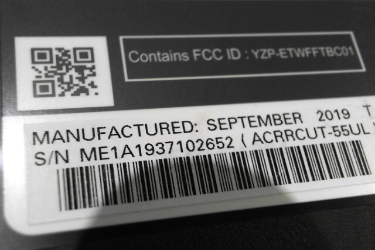 Contains FCC ID : YZP-ETWFFTBC01
MANUFACTURED: SEPTEMBER 2019 T
S/N ME1A1937102652 ( ACRRCUT-55UL